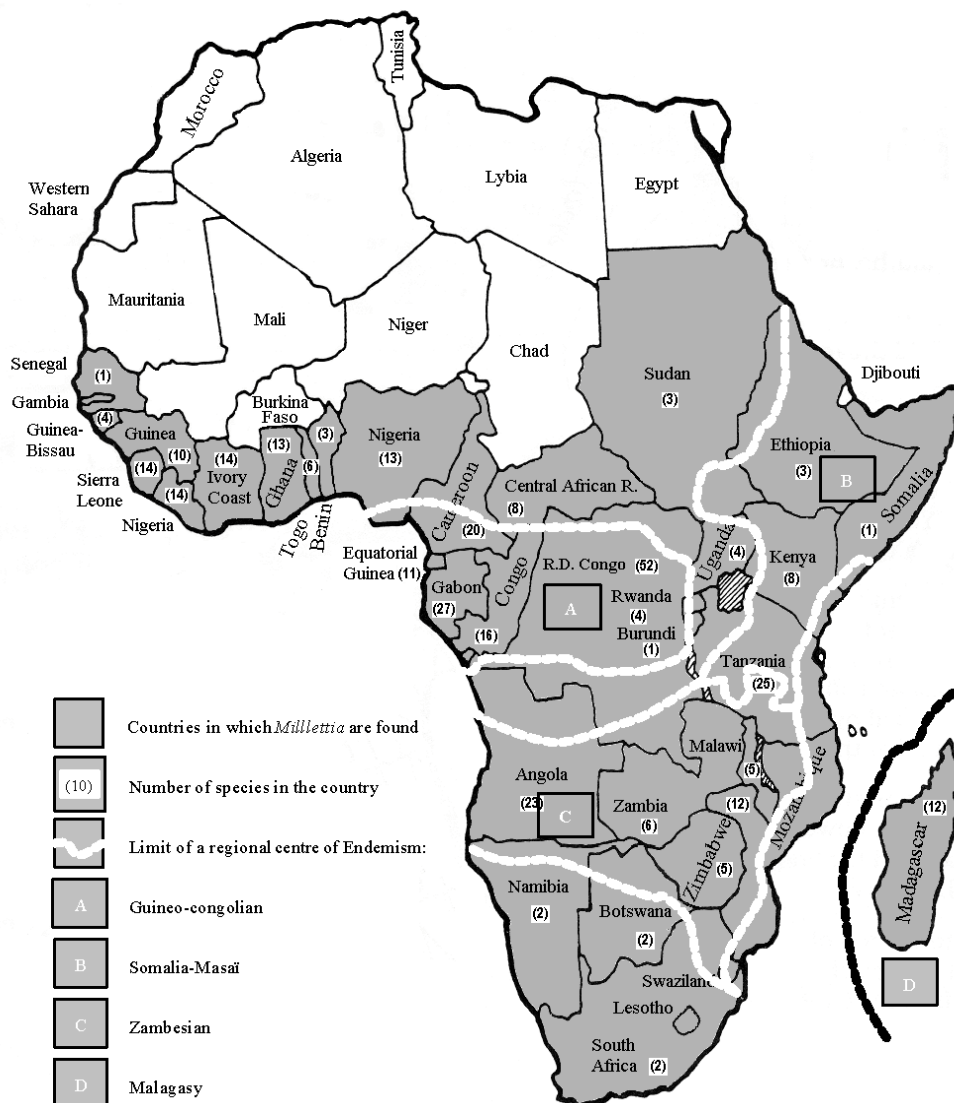 Tunisia
Morocco
Algeria
Lybia
Egypt
Western
Sahara
Mauritania
Mali
Niger
Chad
Sudan
(3)
Djibouti
Senegal
(1)
Gambia
(4)
Guinea-
Bissau
Guinea
(10)
Burkina
Faso
(3)
Nigeria
(13)
Ethiopia
(3)
B
Somalia
(1)
Sierra
Leone
(14)
(14)
Nigeria
(14)
Ivory
Coast
(13)
Ghana
(6)
Togo
Benin
Cameroon
(20)
Central African R.
(8)
Uganda
(4)
Kenya
(8)
Equatorial
Guinea (11)
Gabon
(27)
Congo
(16)
R.D. Congo
(52)
A
Rwanda
(4)
Burundi
(1)
Tanzania
(25)
Angola
(23)
C
Zambia
(6)
Malawi
(5)
(12)
Mozambique
Zimbabwe
(5)
Madagascar
(12)
D
Namibia
(2)
Botswana
(2)
Swaziland
Lesotho
South
Africa
(2)
Countries in which Milllettia are found
(10)
Number of species in the country
Limit of a regional centre of Endemism:
A
Guineo-congolian
B
Somalia-Masaï
C
Zambesian
D
Malagasy